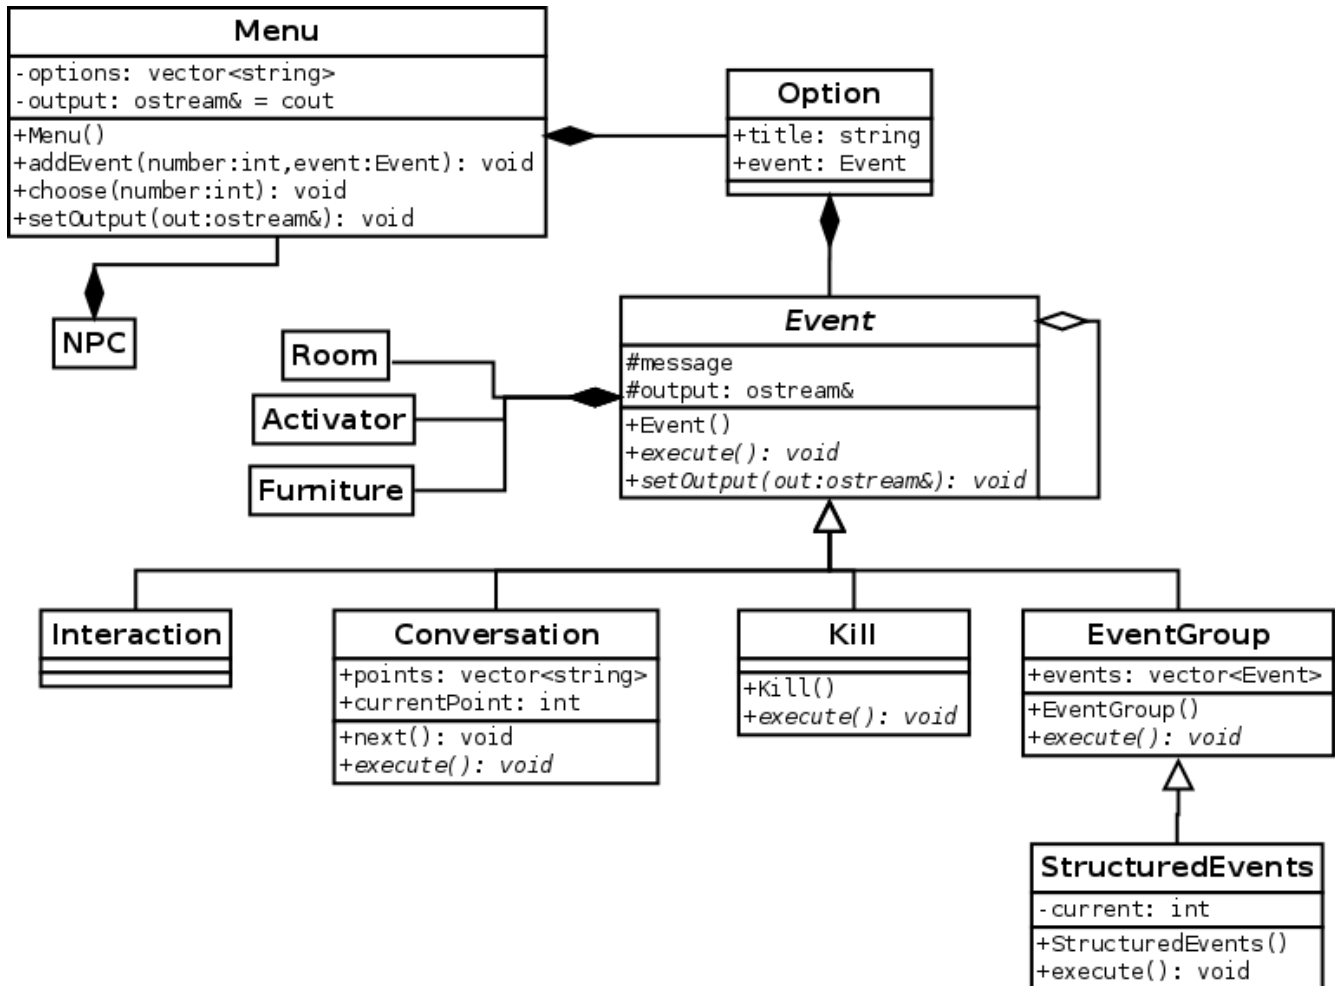 Menu
-options: vector<string>
-output: ostream& = cout
+Menu()
+addEvent(number:int,event:Event): void
+choose(number:int): void
+setOutput(out:ostream&): void
Option
+title: string
+event: Event
NPC
Room
Activator
Furniture
Event
#message
#output: ostream&
+Event()
+execute(): void
+setOutput(out:ostream&): void
Interaction
Conversation
+points: vector<string>
+currentPoint: int
+next(): void
+execute(): void
Kill
+Kill()
+execute(): void
EventGroup
+events: vector<Event>
+EventGroup()
+execute(): void
StructuredEvents
-current: int
+StructuredEvents()
+execute(): void